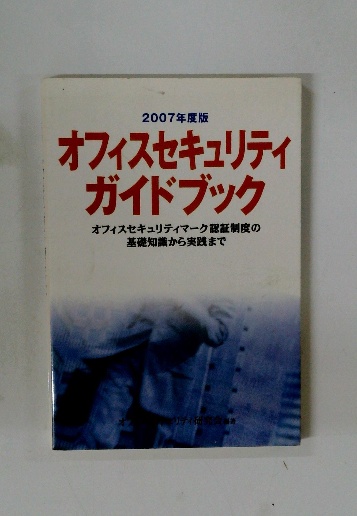 2007年度版
オフィスセキュリティ
ガイドブック
オフィスセキュリティマーク認証制度の
基礎知識から実践まで